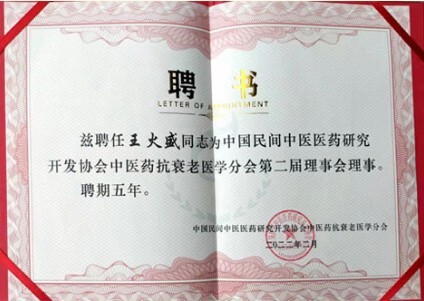 聘书
LETTER OF APPOINTMENT
兹聘任王大盛同志为中国民间中医医药研究
开发协会中医药抗衰老医学分会第二届理事会理事。
聘期五年。
中国民间中医医药研究开发协会中医药抗衰老医学分会
二〇二二年二月